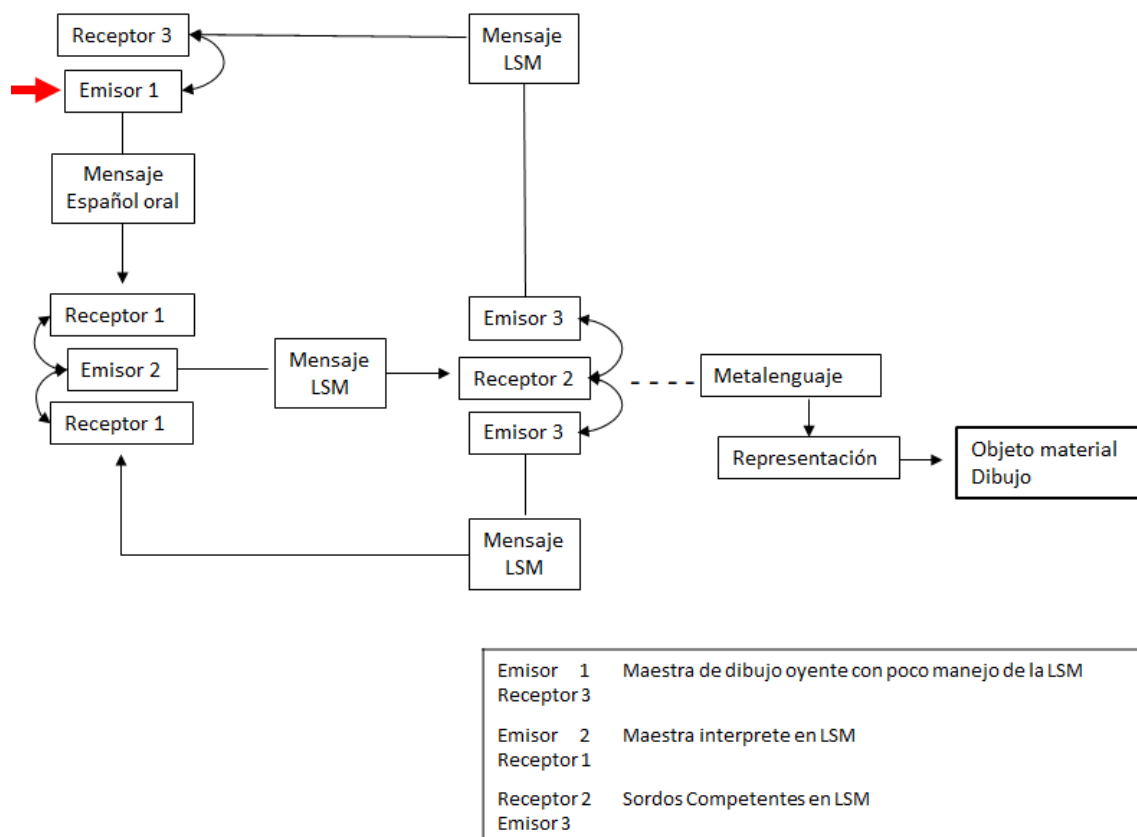 Receptor 3
Mensaje
LSM
Emisor 1
Mensaje
Español oral
Receptor 1
Emisor 2
Receptor 1
Mensaje
LSM
Emisor 3
Receptor 2
Emisor 3
Metalenguaje
Representación
Objeto material
Dibujo
Mensaje
LSM
Emisor 1 Maestra de dibujo oyente con poco manejo de la LSM
Receptor 3
Emisor 2 Maestra interprete en LSM
Receptor 1
Receptor 2 Sordos Competentes en LSM
Emisor 3